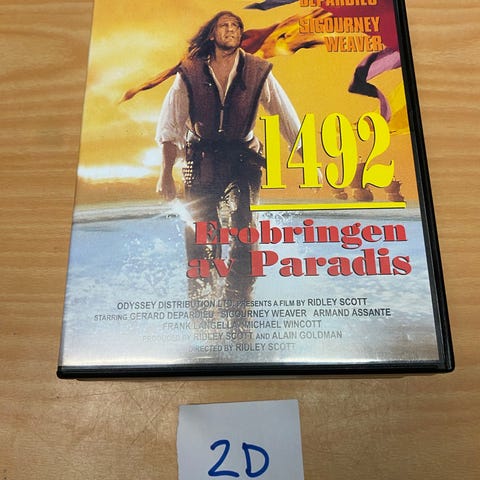 DEPARDIEU
SIGOURNEY
WEAVER
1492
Erobringen
av Paradis
ODYSSEY DISTRIBUTION LTD. PRESENTS A FILM BY RIDLEY SCOTT
STARRING GERARD DEPARDIEU SIGOURNEY WEAVER ARMAND ASSANTE
FRANK LANGELLA MICHAEL WINCOTT
PRODUCED BY RIDLEY SCOTT AND ALAIN GOLDMAN
DIRECTED BY RIDLEY SCOTT
2D